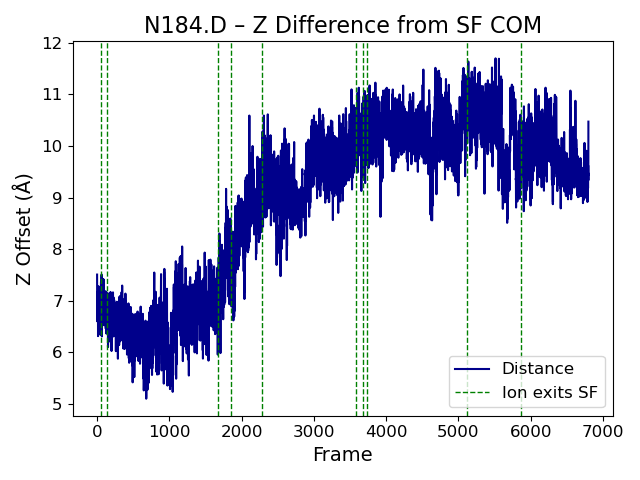 N184.D – Z Difference from SF COM
12
11
10
9
8
7
6
5
Z Offset (Å)
Distance
Ion exits SF
0 1000 2000 3000 4000 5000 6000 7000
Frame